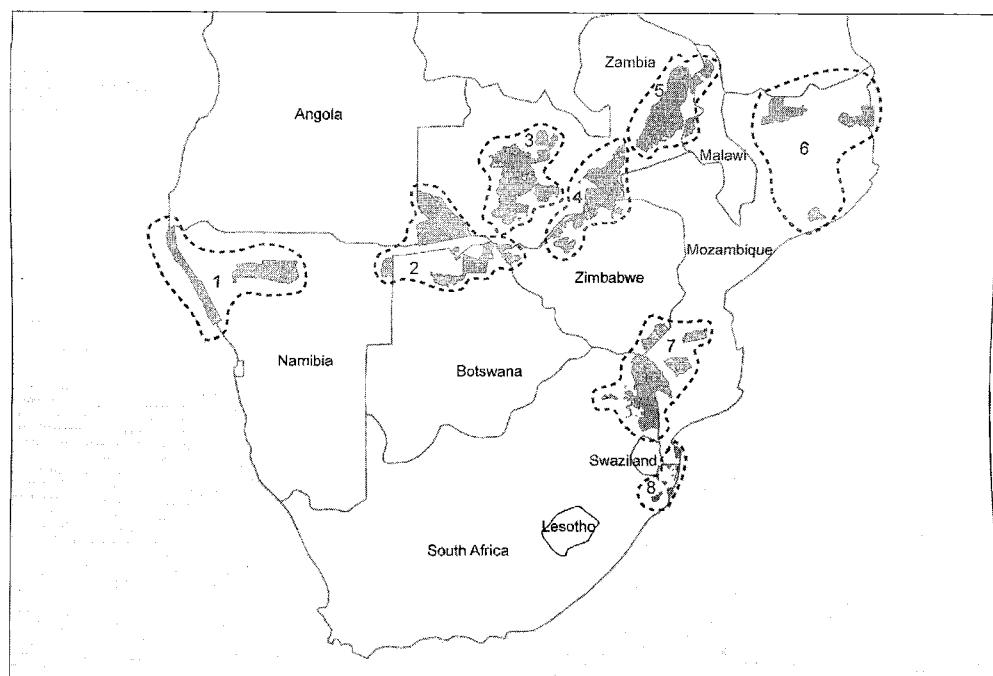 Zambia
5
Angola
3
Malawi
6
4
Mozambique
1
2
Zimbabwe
Namibia
7
Botswana
Swaziland
8
Lesotho
South Africa